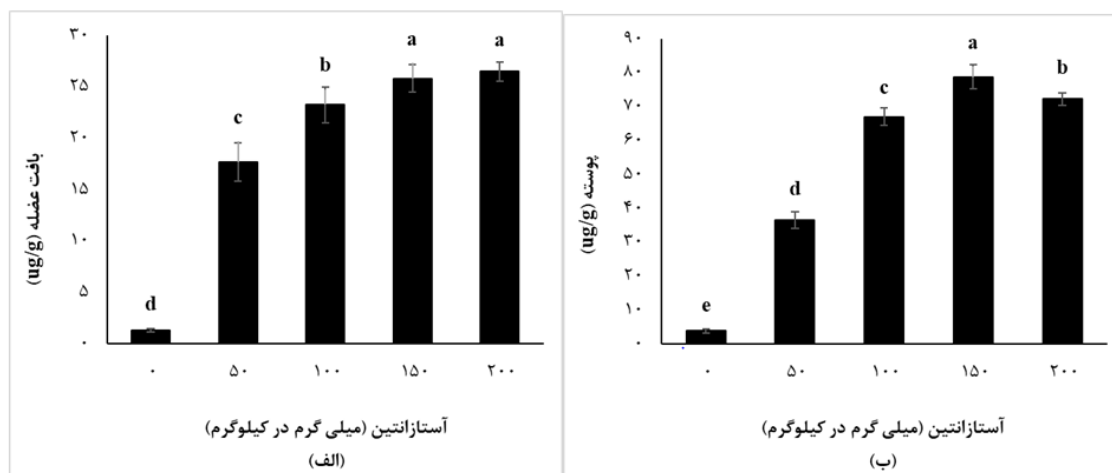 بافت عضله (ug/g)
۳۰
۲۵
۲۰
۱۵
۱۰
۵
۰
d
c
b
a
a
۰ ۵۰ ۱۰۰ ۱۵۰ ۲۰۰
آستازانتین (میلی گرم در کیلوگرم)
(الف)
پوسته (ug/g)
۹۰
۸۰
۷۰
۶۰
۵۰
۴۰
۳۰
۲۰
۱۰
۰
e
d
c
a
b
۰ ۵۰ ۱۰۰ ۱۵۰ ۲۰۰
آستازانتین (میلی گرم در کیلوگرم)
(ب)